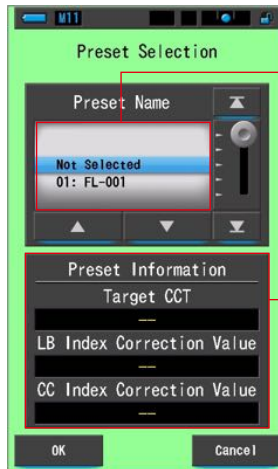 M11
Preset Selection
Preset Name
Not Selected
01: FL-001
Preset Information
Target CCT
--
LB Index Correction Value
--
CC Index Correction Value
--
OK Cancel